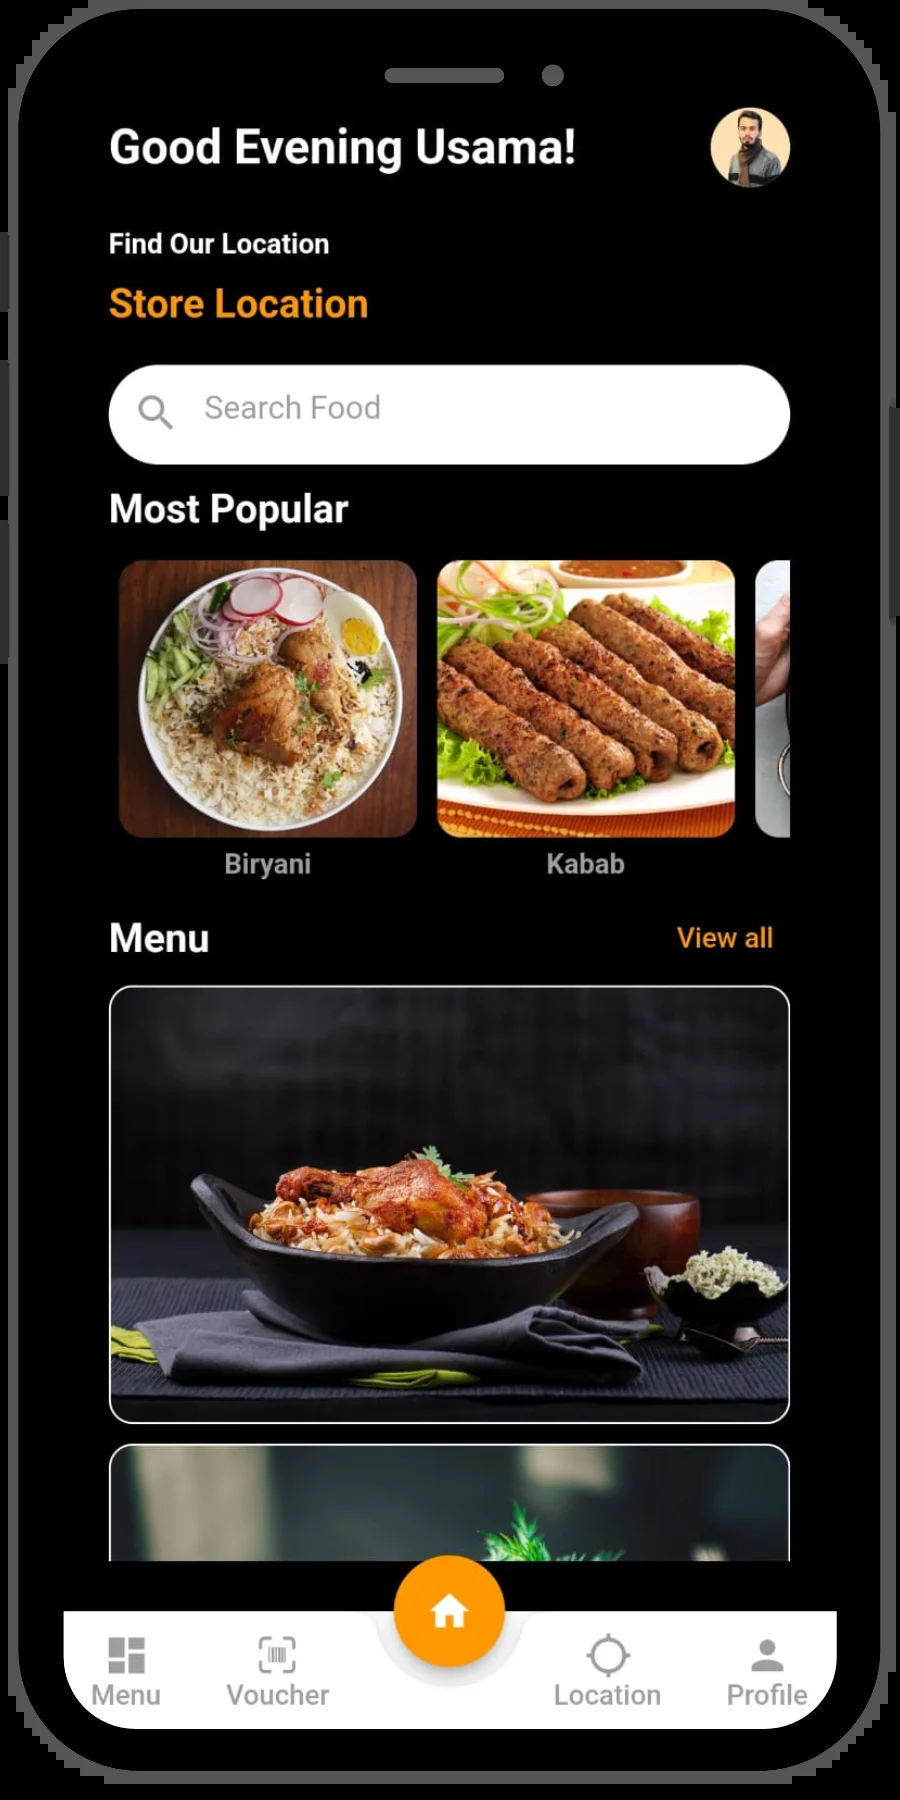 Good Evening Usama!
Find Our Location
Store Location
Search Food
Most Popular
Biryani
Kabab
Menu
View all
Menu
Voucher
Location
Profile